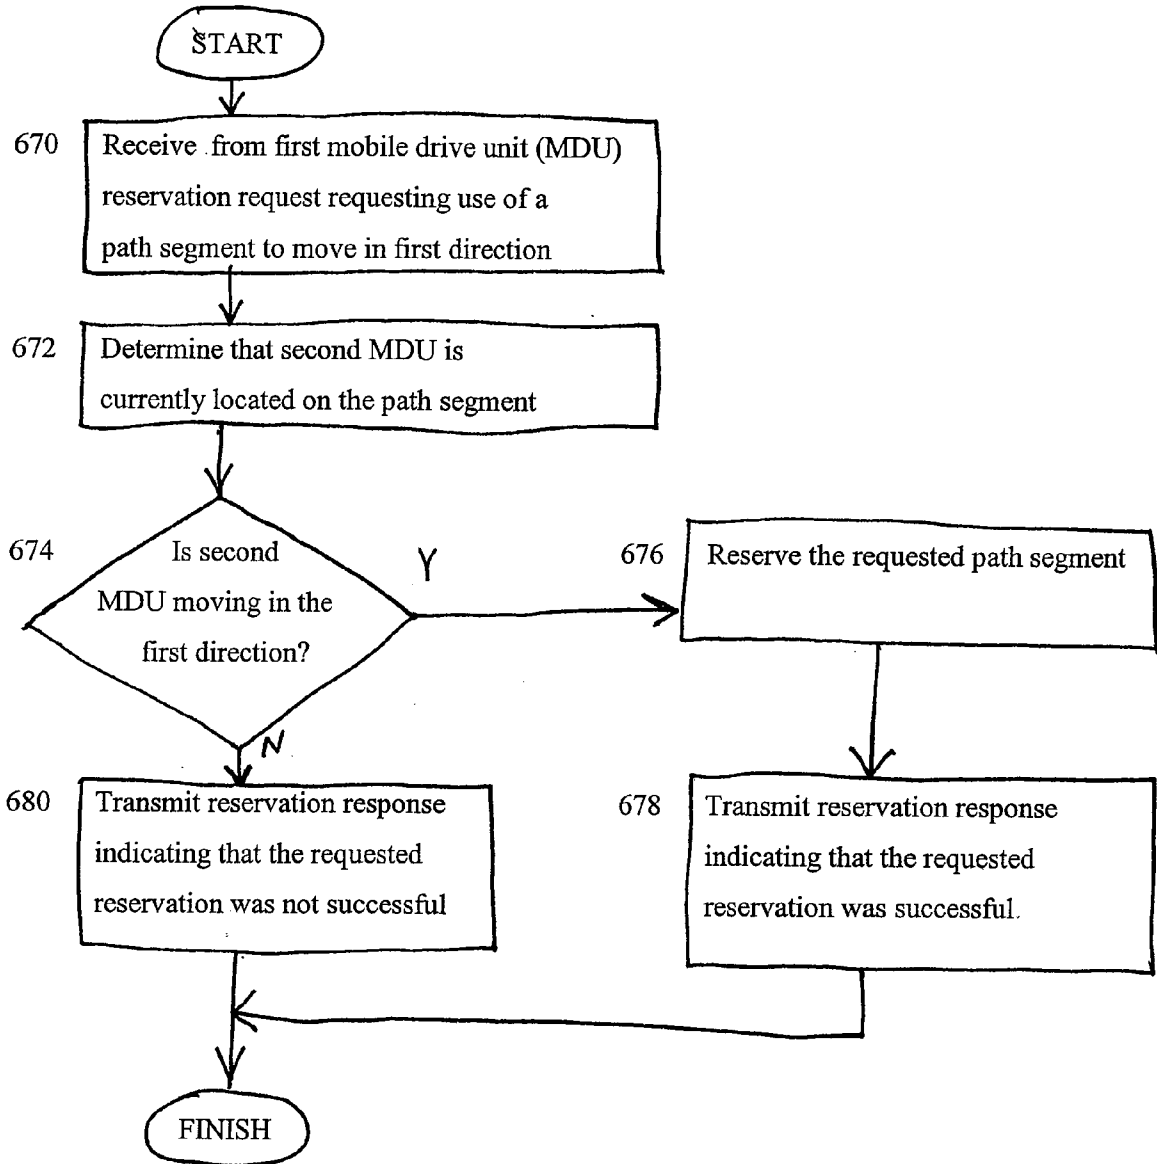 START
670
Receive from first mobile drive unit (MDU)
reservation request requesting use of a
path segment to move in first direction
672
Determine that second MDU is
currently located on the path segment
674
Is second
MDU moving in the
first direction?
Y
N
676
Reserve the requested path segment
680
Transmit reservation response
indicating that the requested
reservation was not successful
678
Transmit reservation response
indicating that the requested
reservation was successful.
FINISH